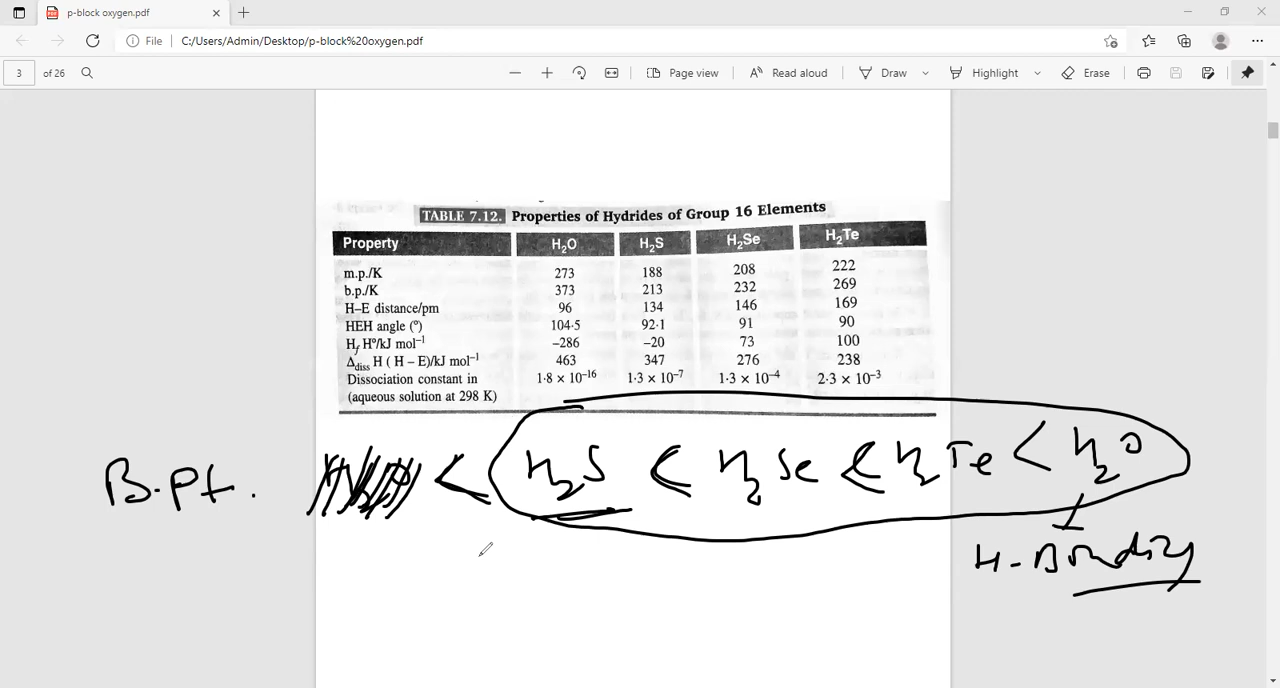 p-block oxygen.pdf
File | C:/Users/Admin/Desktop/p-block%20oxygen.pdf
3 of 26 Page view Read aloud Draw Highlight Erase
TABLE 7.12. Properties of Hydrides of Group 16 Elements
Property H₂O H₂S H₂Se H₂Te
m.p./K 273 188 208 222
b.p./K 373 213 232 269
H–E distance/pm 96 134 146 169
HEH angle (°) 104·5 92·1 91 90
H_f H°/kJ mol⁻¹ –286 –20 73 100
Δ_diss H (H – E)/kJ mol⁻¹ 463 347 276 238
Dissociation constant in 1·8 × 10⁻¹⁶ 1·3 × 10⁻⁷ 1·3 × 10⁻⁴ 2·3 × 10⁻³
(aqueous solution at 298 K)
B.pt. < H₂S < H₂Se < H₂Te < H₂O
H-Bonding